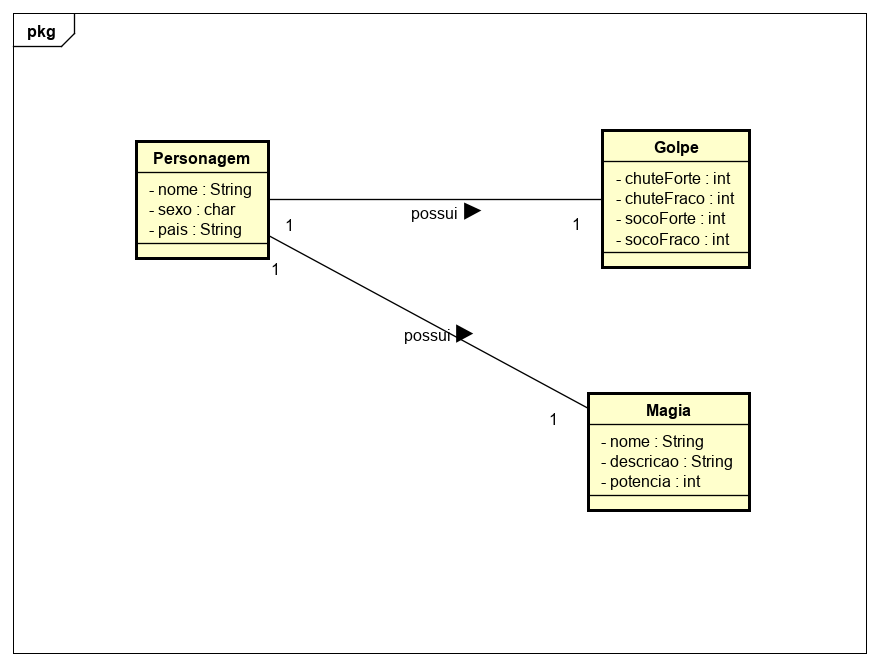 pkg
Personagem
- nome : String
- sexo : char
- pais : String
Golpe
- chuteForte : int
- chuteFraco : int
- socoForte : int
- socoFraco : int
possui
1
1
1
possui
1
Magia
- nome : String
- descricao : String
- potencia : int